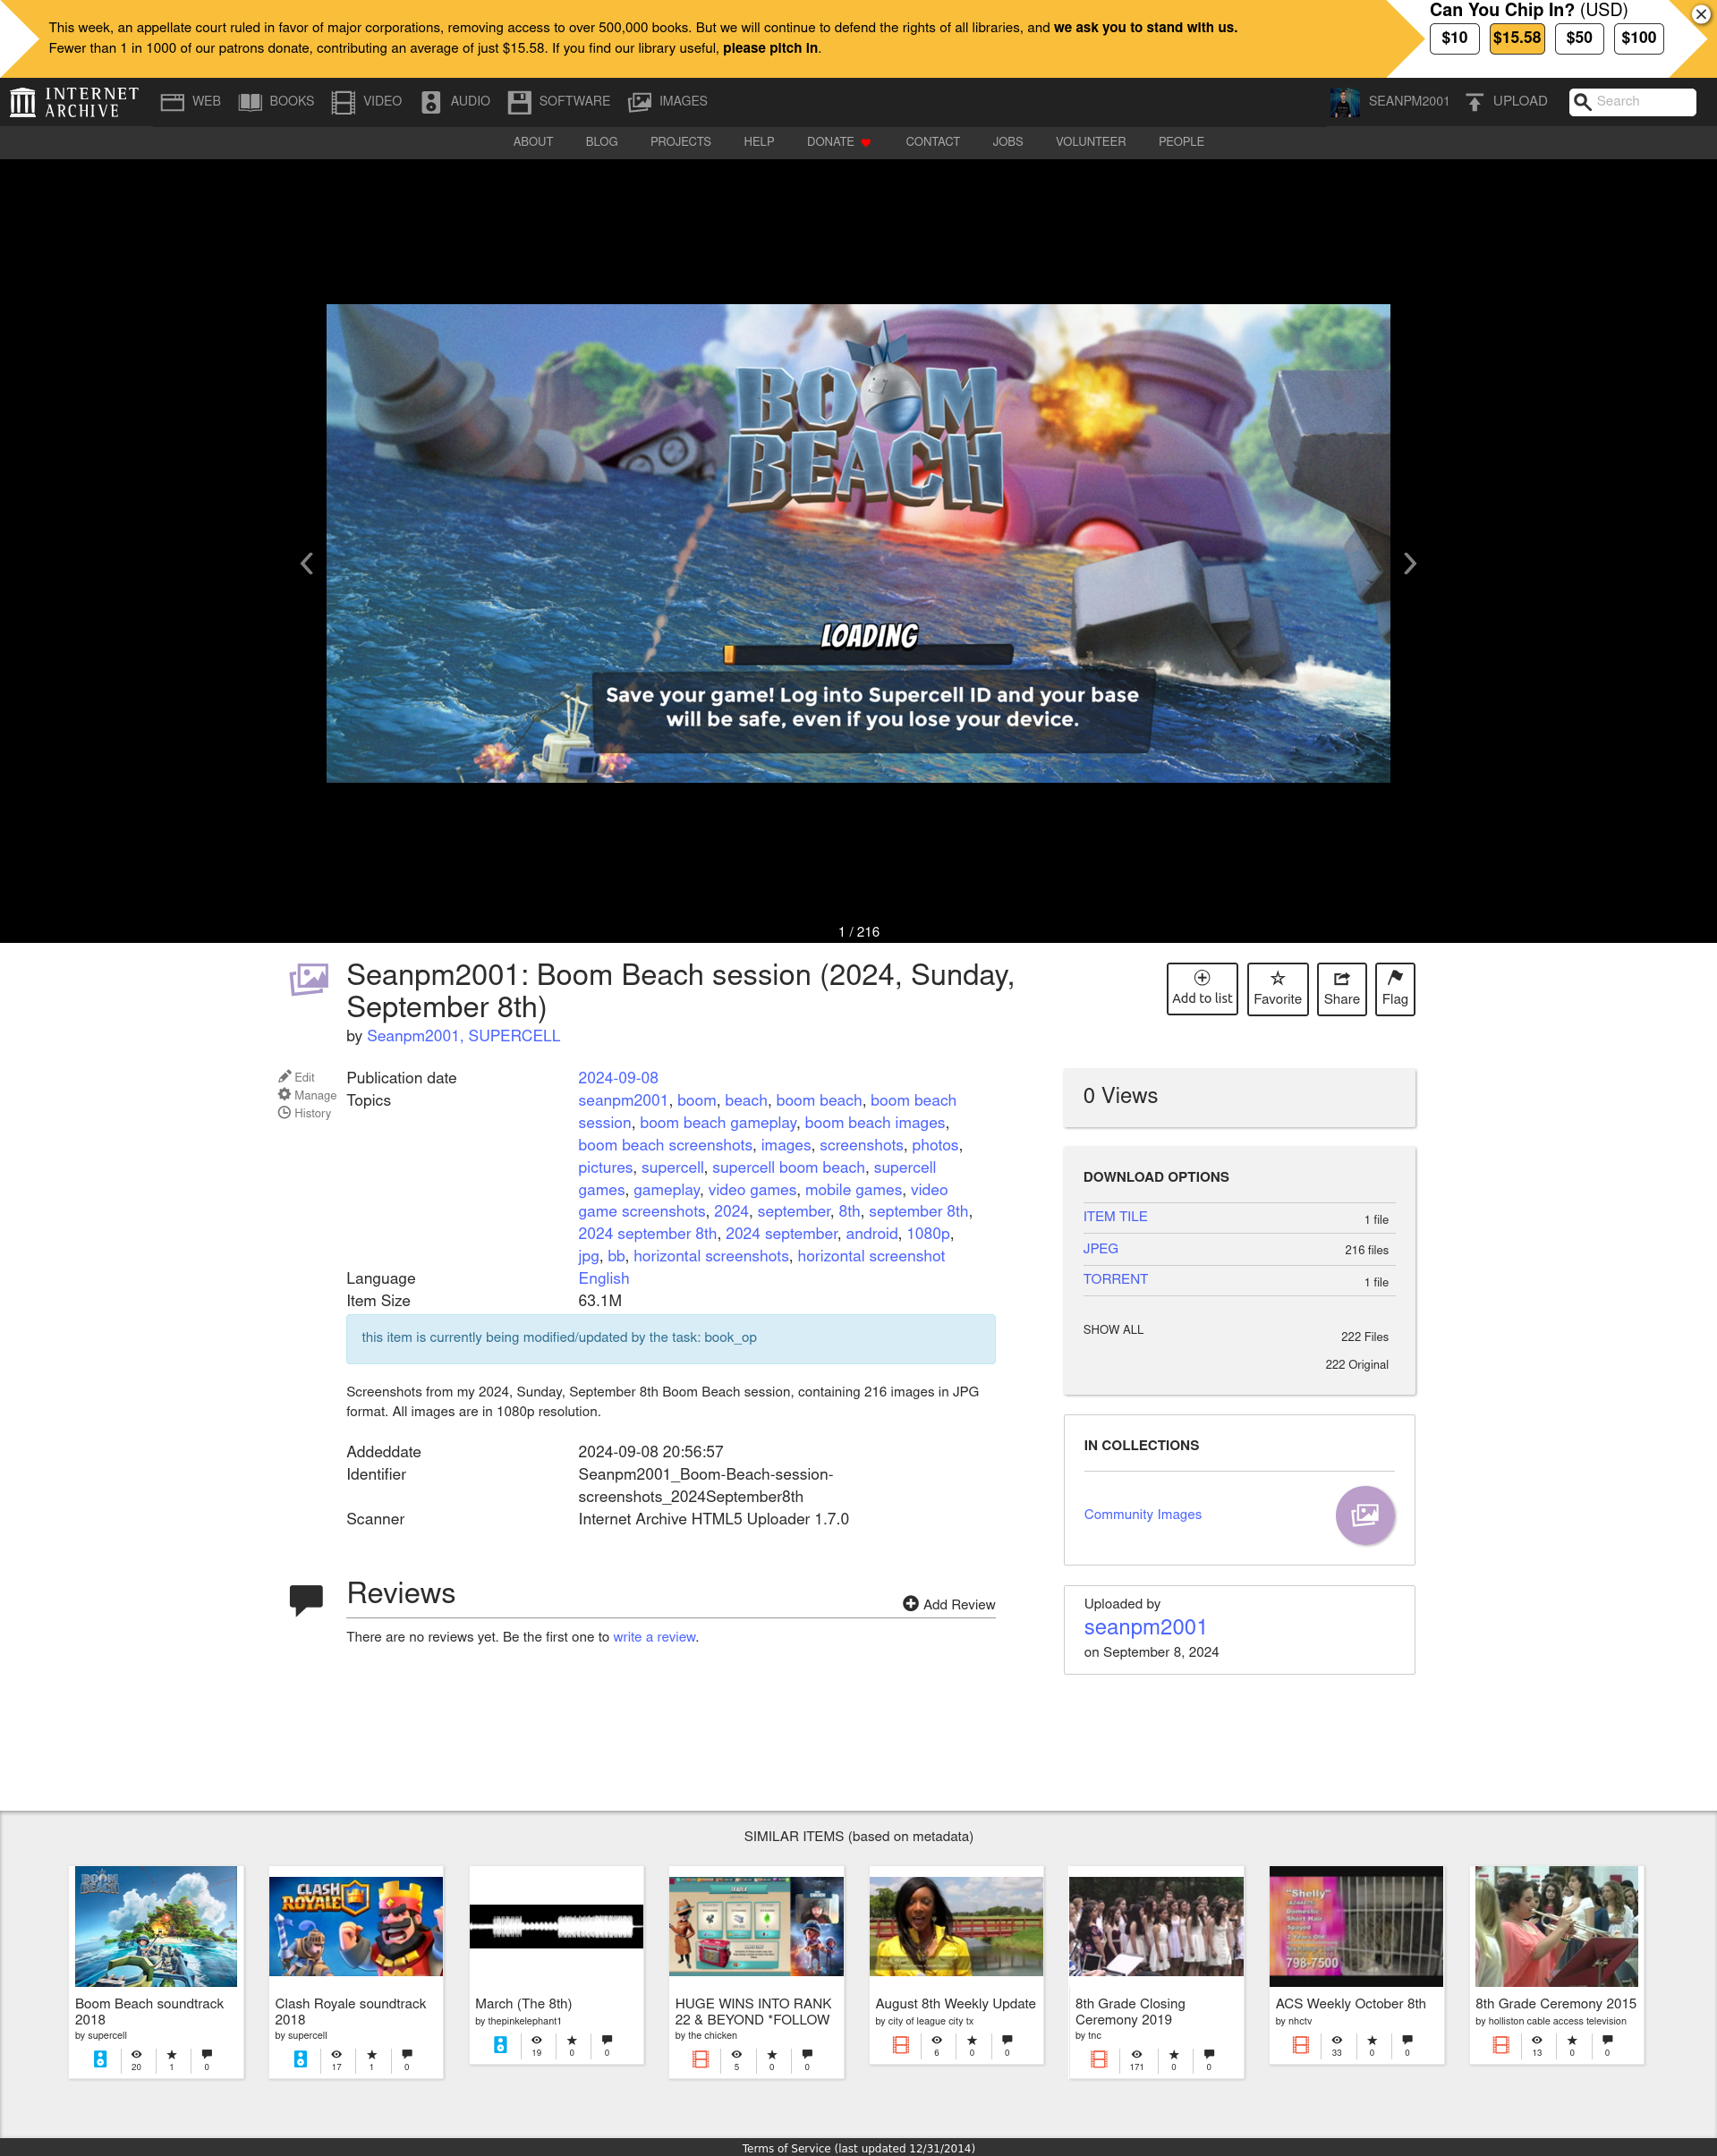 This week, an appellate court ruled in favor of major corporations, removing access to over 500,000 books. But we will continue to defend the rights of all libraries, and we ask you to stand with us.
Fewer than 1 in 1000 of our patrons donate, contributing an average of just $15.58. If you find our library useful, please pitch in.
Can You Chip In? (USD)
$10 $15.58 $50 $100
INTERNET ARCHIVE WEB BOOKS VIDEO AUDIO SOFTWARE IMAGES SEANPM2001 UPLOAD Search
ABOUT BLOG PROJECTS HELP DONATE CONTACT JOBS VOLUNTEER PEOPLE
BOOM
BEACH
LOADING
Save your game! Log into Supercell ID and your base
will be safe, even if you lose your device.
1 / 216
Seanpm2001: Boom Beach session (2024, Sunday,
September 8th)
by Seanpm2001, SUPERCELL
Add to list Favorite Share Flag
Edit
Manage
History
Publication date 2024-09-08
Topics seanpm2001, boom, beach, boom beach, boom beach
session, boom beach gameplay, boom beach images,
boom beach screenshots, images, screenshots, photos,
pictures, supercell, supercell boom beach, supercell
games, gameplay, video games, mobile games, video
game screenshots, 2024, september, 8th, september 8th,
2024 september 8th, 2024 september, android, 1080p,
jpg, bb, horizontal screenshots, horizontal screenshot
Language English
Item Size 63.1M
this item is currently being modified/updated by the task: book_op
Screenshots from my 2024, Sunday, September 8th Boom Beach session, containing 216 images in JPG
format. All images are in 1080p resolution.
Addeddate 2024-09-08 20:56:57
Identifier Seanpm2001_Boom-Beach-session-
screenshots_2024September8th
Scanner Internet Archive HTML5 Uploader 1.7.0
Reviews
Add Review
There are no reviews yet. Be the first one to write a review.
0 Views
DOWNLOAD OPTIONS
ITEM TILE 1 file
JPEG 216 files
TORRENT 1 file
SHOW ALL 222 Files
222 Original
IN COLLECTIONS
Community Images
Uploaded by
seanpm2001
on September 8, 2024
SIMILAR ITEMS (based on metadata)
BOOM BEACH
Boom Beach soundtrack
2018
by supercell
20 1 0
CLASH
ROYALE
Clash Royale soundtrack
2018
by supercell
17 1 0
March (The 8th)
by thepinkelephant1
19 0 0
HUGE WINS INTO RANK
22 & BEYOND *FOLLOW
by the chicken
5 0 0
August 8th Weekly Update
by city of league city tx
6 0 0
8th Grade Closing
Ceremony 2019
by tnc
171 0 0
"Shelly"
Domestic
Short Hair
Spayed
2 Years Old
798-7500
ACS Weekly October 8th
by nhctv
33 0 0
8th Grade Ceremony 2015
by holliston cable access television
13 0 0
Terms of Service (last updated 12/31/2014)